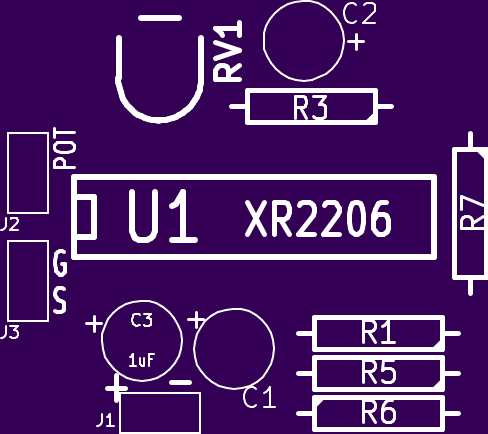 C2
+
RV1
R3
POT
J2
U1 XR2206
R7
G
S
J3
+ C3
1uF
+
C1
R1
R5
R6
+ -
J1